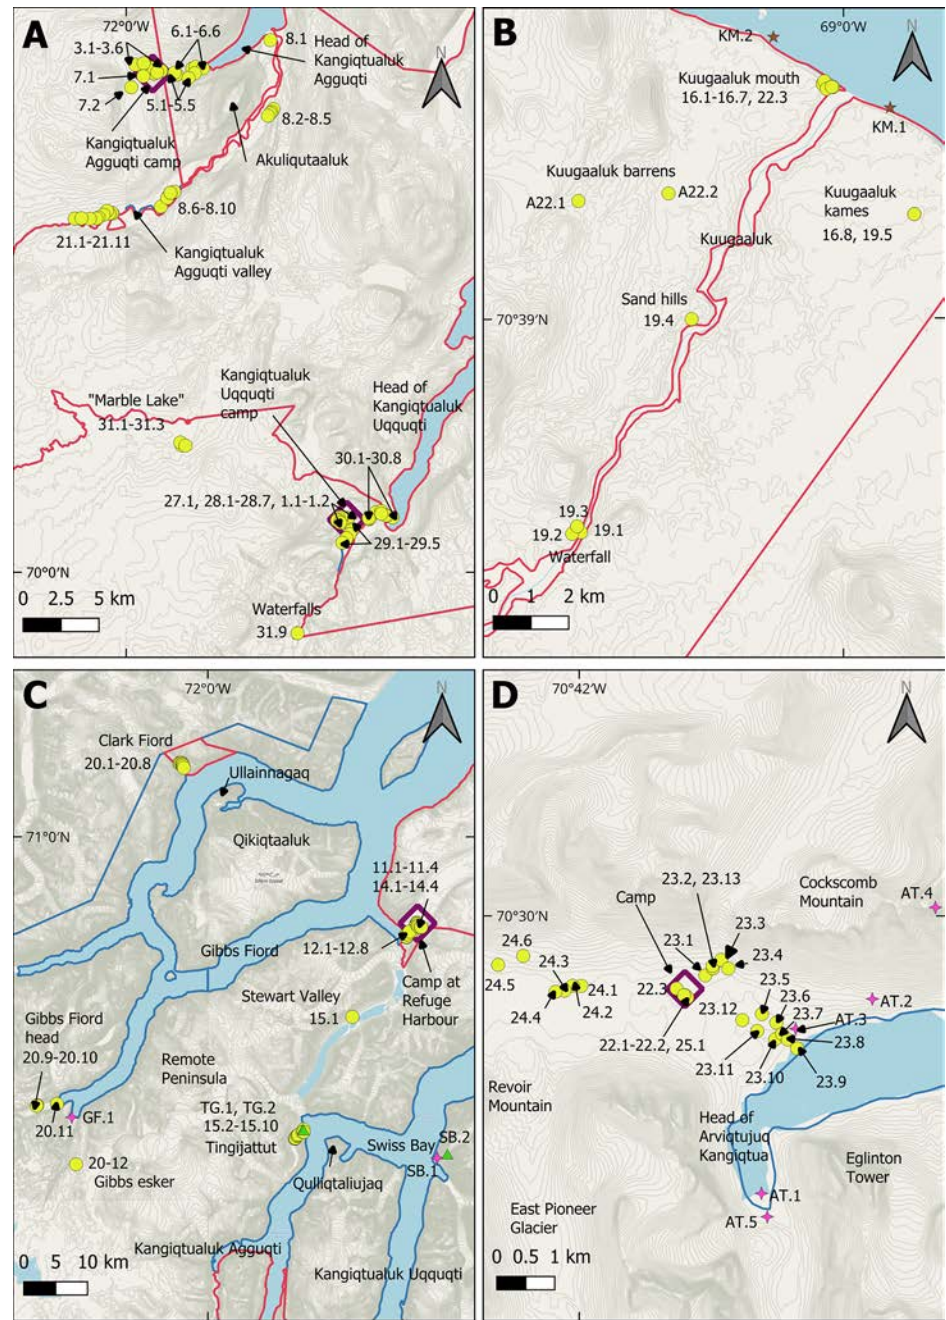 A
72°0'W
N
3.1-3.6
6.1-6.6
8.1
Head of
Kangiqtualuk
Agguqti
7.1
7.2
5.1-5.5
8.2-8.5
Kangiqtualuk
Agguqti camp
Akuliqutaaluk
8.6-8.10
21.1-21.11
Kangiqtualuk
Agguqti valley
Kangiqtualuk
Uqquqti
camp
Head of
Kangiqtualuk
Uqquqti
"Marble Lake"
31.1-31.3
30.1-30.8
27.1, 28.1-28.7, 1.1-1.2
29.1-29.5
70°0'N
0 2.5 5 km
Waterfalls
31.9
B
69°0'W
N
KM.2
Kuugaaluk mouth
16.1-16.7, 22.3
KM.1
Kuugaaluk barrens
A22.1
A22.2
Kuugaaluk
kames
16.8, 19.5
Kuugaaluk
Sand hills
19.4
70°39'N
19.3
19.2
19.1
Waterfall
0 1 2 km
C
72°0'W
N
Clark Fiord
20.1-20.8
Ullainnagaq
Qikiqtaaluk
71°0'N
11.1-11.4
14.1-14.4
12.1-12.8
Gibbs Fiord
Camp at
Refuge
Harbour
Stewart Valley
15.1
Gibbs Fiord
head
20.9-20.10
Remote
Peninsula
GF.1
20.11
TG.1, TG.2
15.2-15.10
Tingijattut
Swiss Bay
SB.2
SB.1
20-12
Gibbs esker
Qulliqtaliujaq
Kangiqtualuk Agguqti
Kangiqtualuk Uqquqti
0 5 10 km
D
70°42'W
N
23.2, 23.13
Cockscomb
Mountain
AT.4
Camp
70°30'N
23.3
23.1
23.4
24.6
24.5
24.3
24.1
24.4
24.2
22.3
23.5
23.6
AT.2
23.12
23.7
AT.3
22.1-22.2, 25.1
23.11
23.8
23.10
23.9
Revoir
Mountain
Head of
Arviqtujuq
Kangiqtua
Eglinton
Tower
AT.1
AT.5
East Pioneer
Glacier
0 0.5 1 km